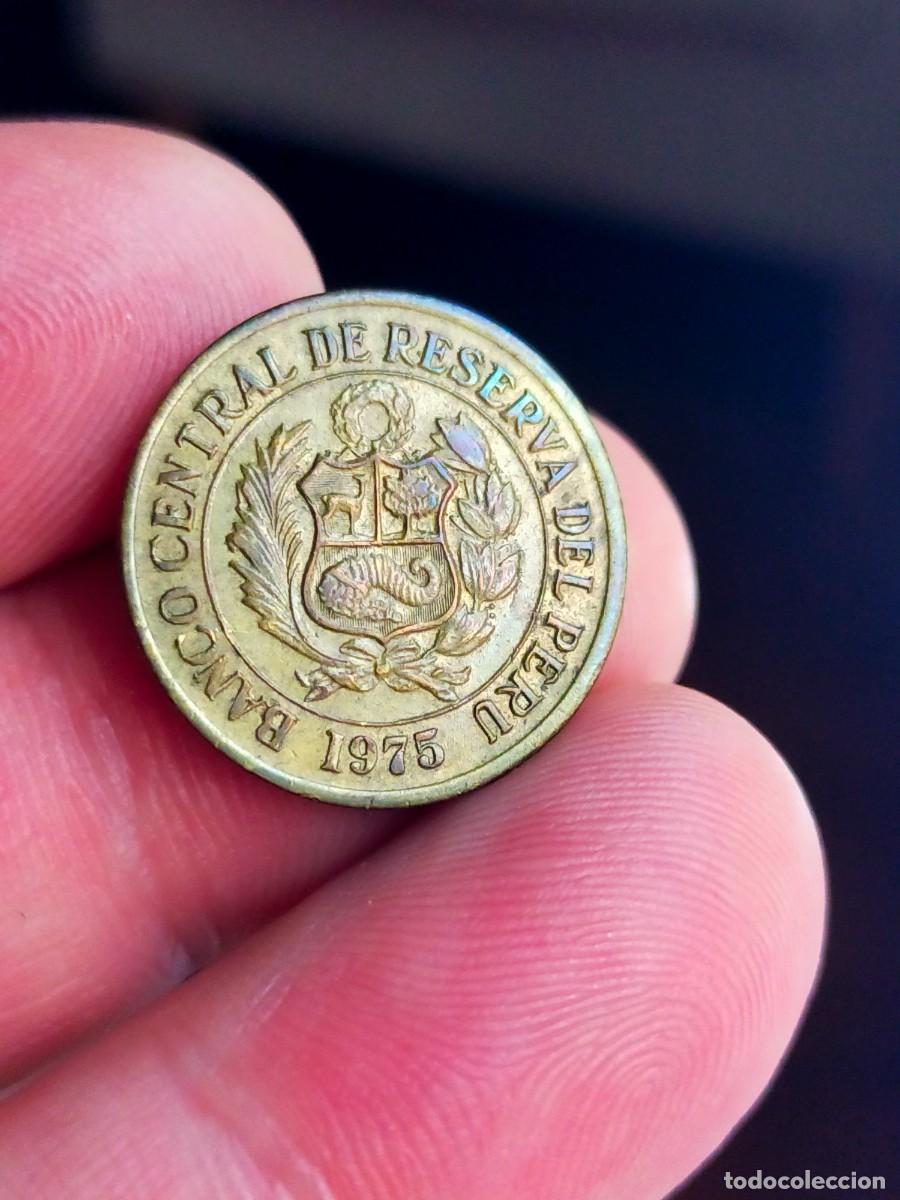 BANCO CENTRAL DE RESERVA DEL PERU
1975
todocoleccion